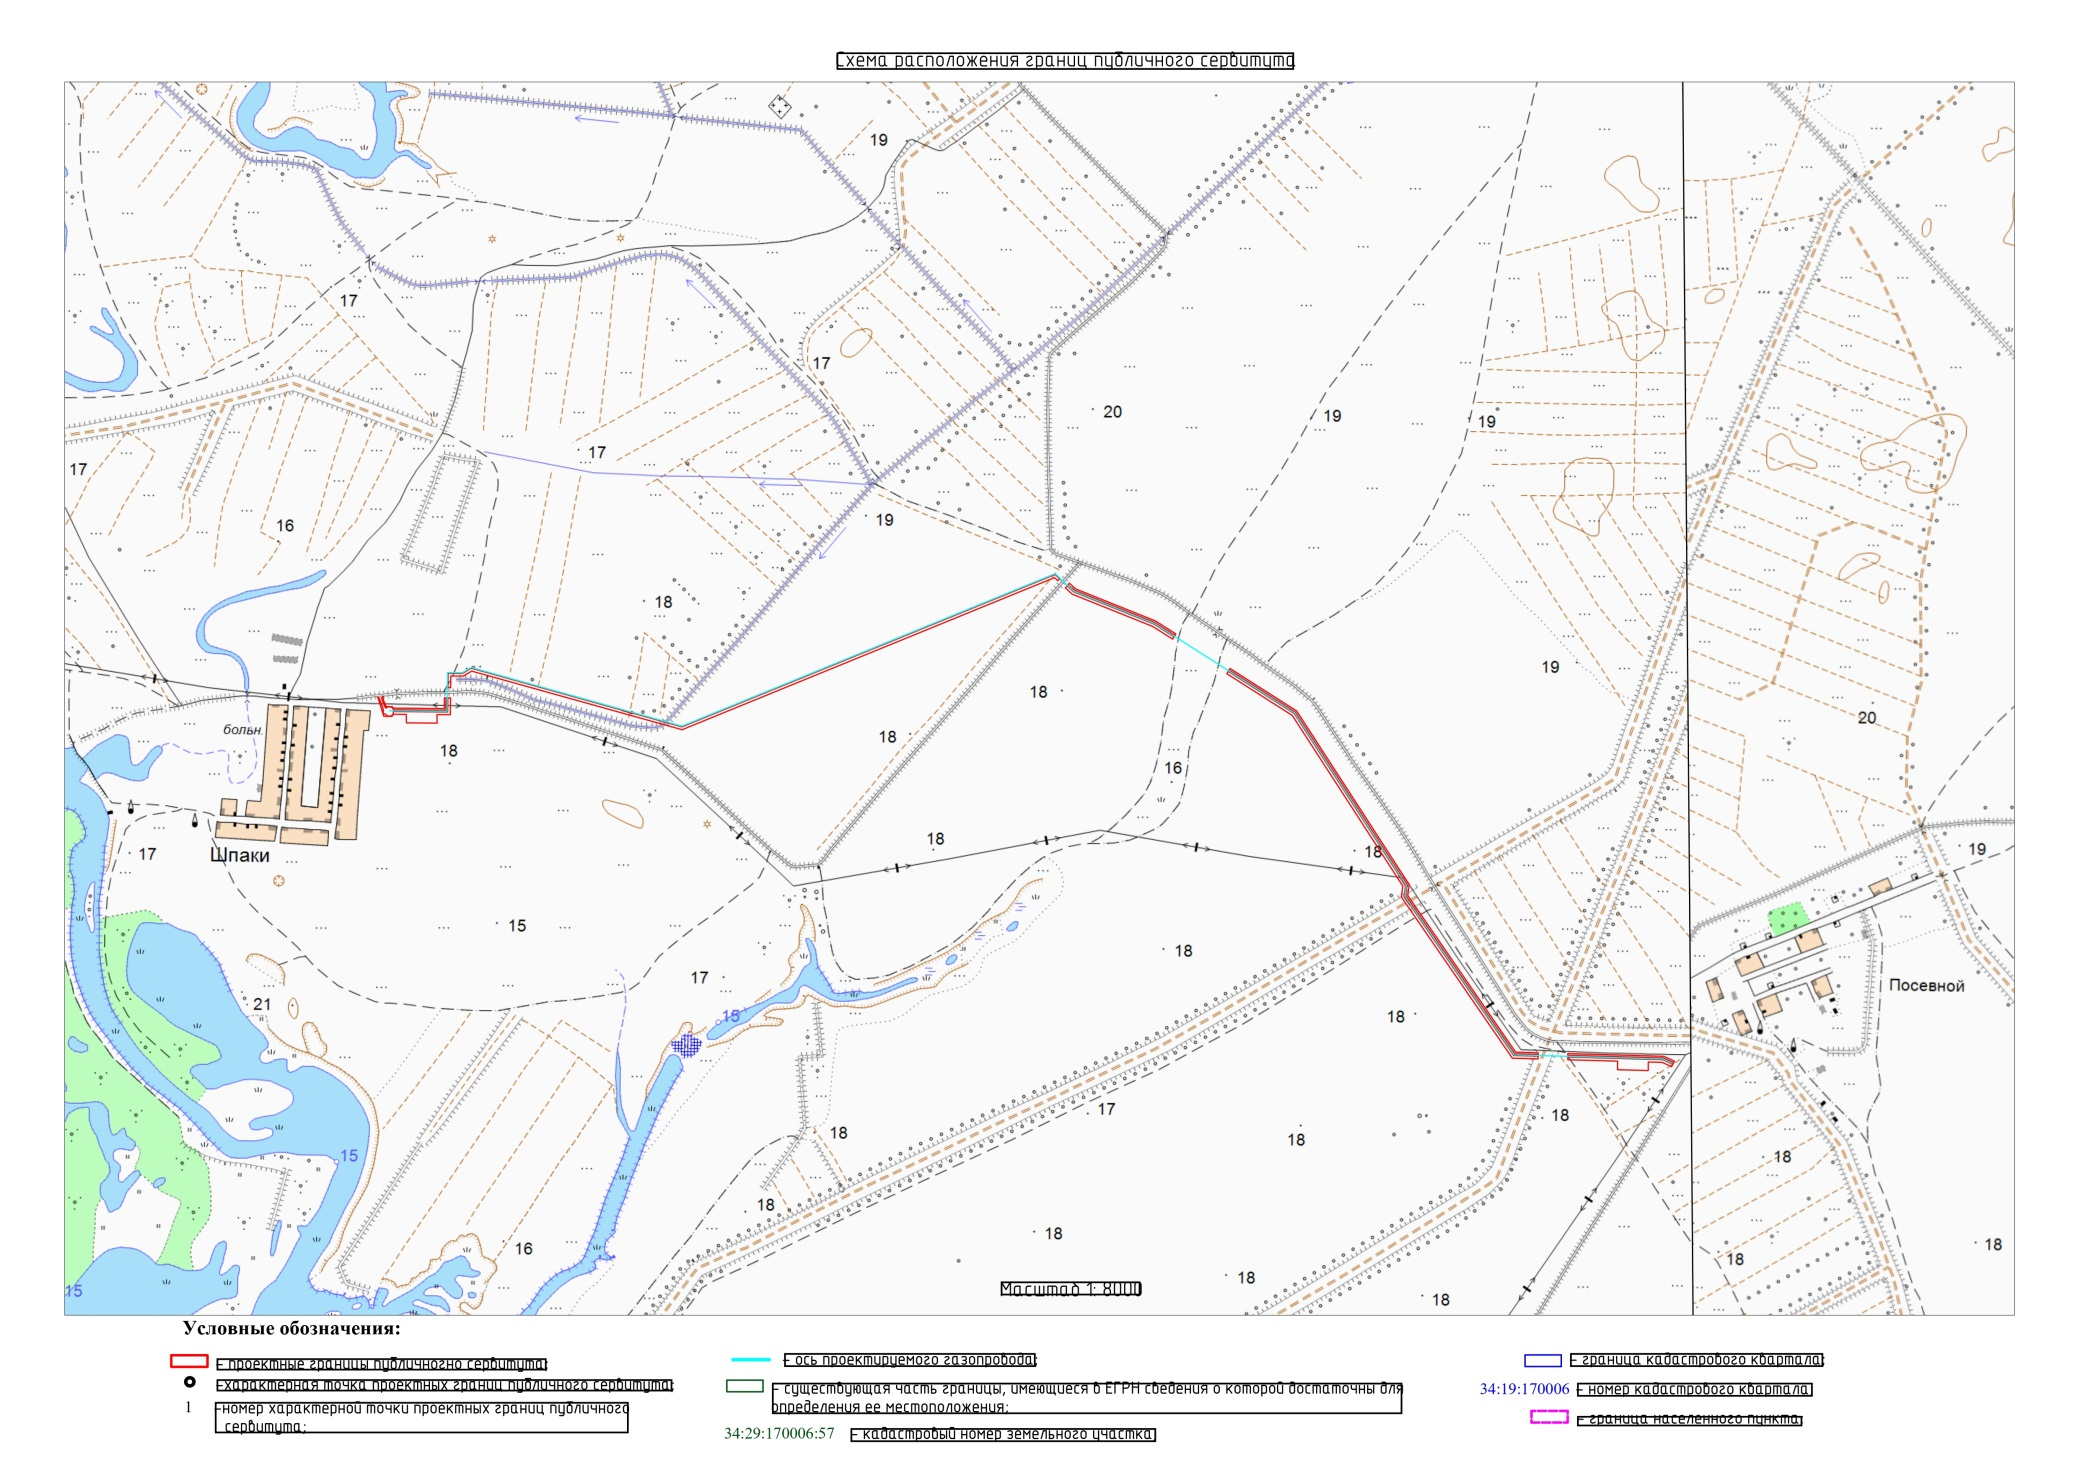 Схема расположения границ публичного сервитута
19
17
17
20
19
19
17
17
16
19
18
19
18
20
больн.
18
18
16
18
18
17
Шпаки
19
15
18
17
Посевной
21
15
18
17
18
18
18
15
18
18
18
16
18
18
15
18
18
Масштаб 1: 8000
Условные обозначения:
- проектные границы публичногно сервитута;
-характерная точка проектных границ публичного сервитута;
1
-номер характерной точки проектных границ публичного
сервитута;
- ось проектируемого газопровода;
- существующая часть границы, имеющиеся в ЕГРН сведения о которой достаточны для
определения ее местоположения;
34:29:170006:57
- кадастровый номер земельного участка
- граница кадастрового квартала;
34:19:170006
- номер кадастрового квартала;
- граница населенного пункта;